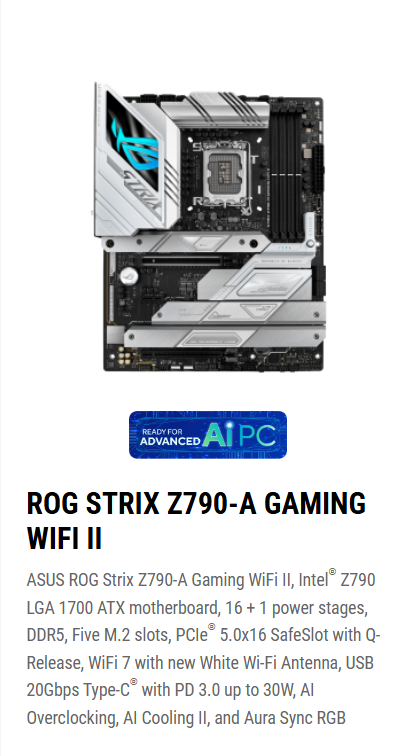 READY FOR
ADVANCED Ai PC
ROG STRIX Z790-A GAMING
WIFI II
ASUS ROG Strix Z790-A Gaming WiFi II, Intel® Z790
LGA 1700 ATX motherboard, 16 + 1 power stages,
DDR5, Five M.2 slots, PCIe® 5.0x16 SafeSlot with Q-
Release, WiFi 7 with new White Wi-Fi Antenna, USB
20Gbps Type-C® with PD 3.0 up to 30W, AI
Overclocking, AI Cooling II, and Aura Sync RGB